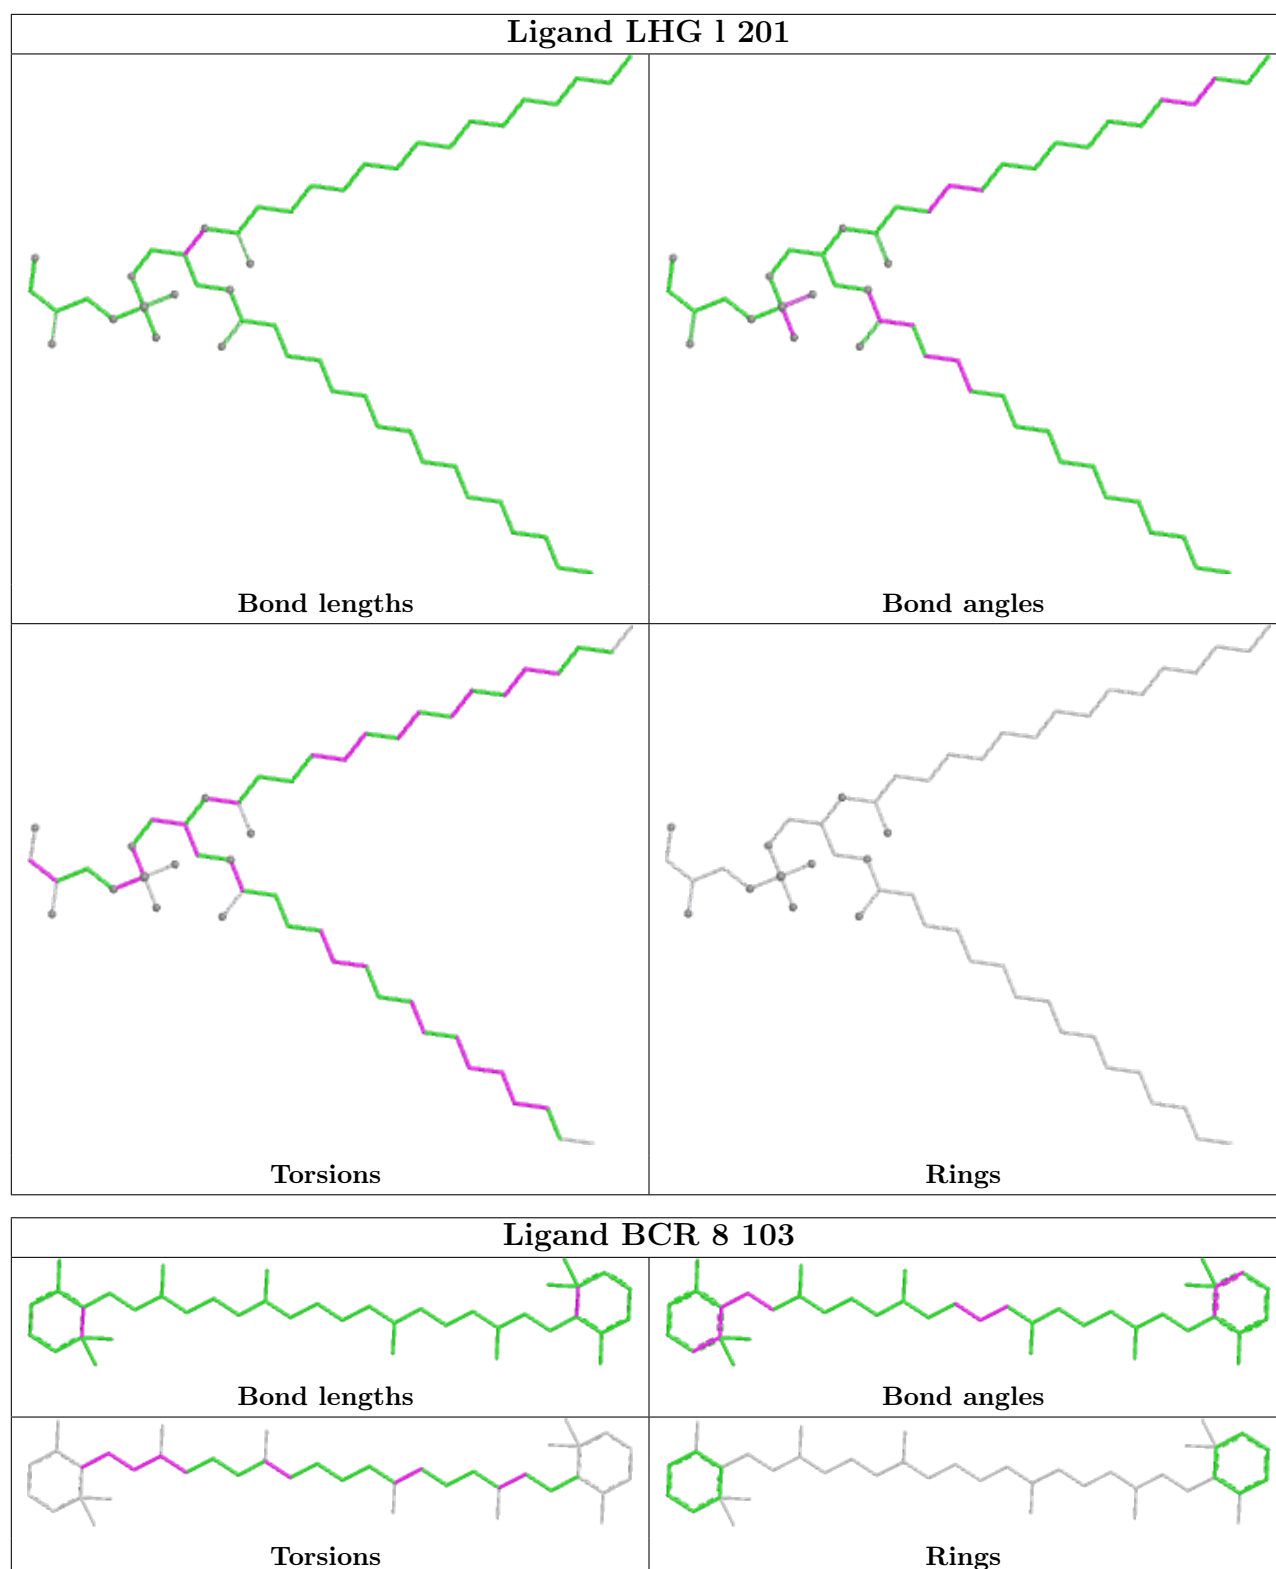 Ligand LHG l 201
Bond lengths
Bond angles
Torsions
Rings
Ligand BCR 8 103
Bond lengths
Bond angles
Torsions
Rings